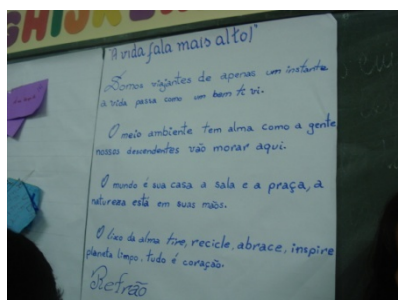 GHIJK
"A vida fala mais alto!"
Somos viajantes de apenas um instante
a vida passa como um bem te vi.
O meio ambiente tem alma como a gente
nossos descendentes vão morar aqui.
O mundo é sua casa a sala e a praça, a
natureza está em suas mãos.
O lixo da alma tire, recicle, abrace, inspire
planeta limpo, tudo é coração.
Refrão